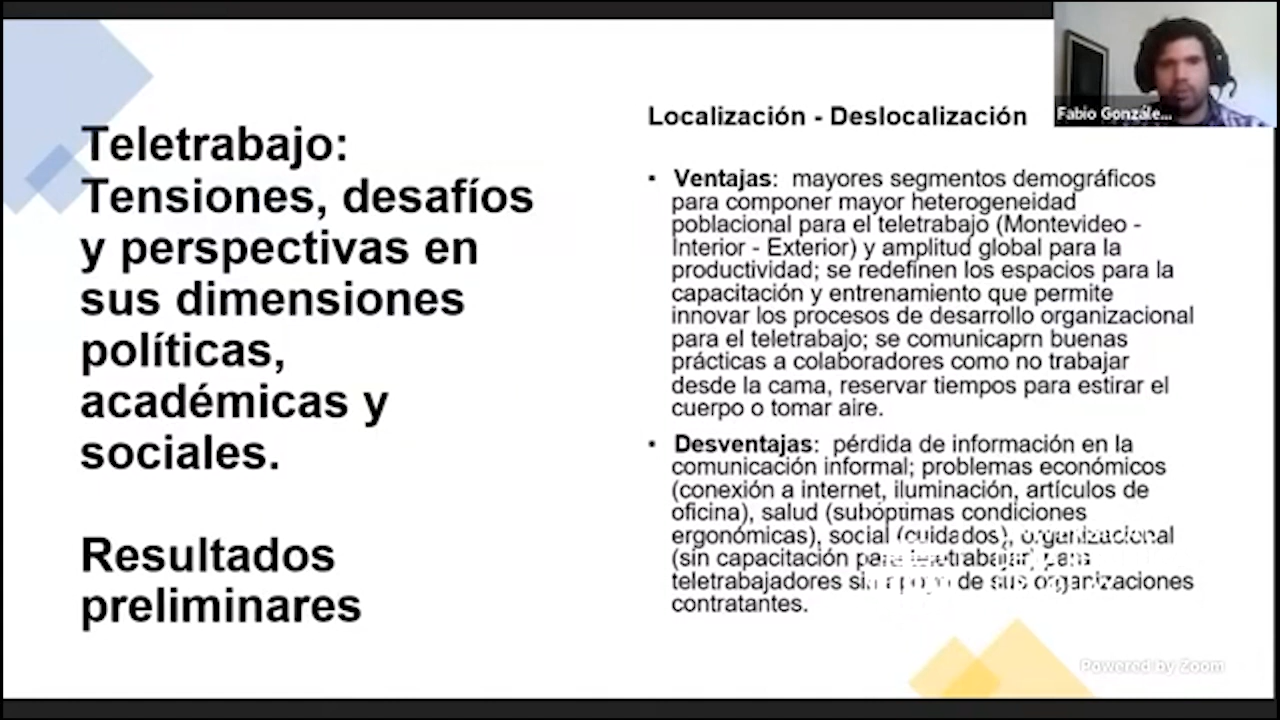 Teletrabajo:
Tensiones, desafíos
y perspectivas en
sus dimensiones
políticas,
académicas y
sociales.
Resultados
preliminares
Localización - Deslocalización
• Ventajas: mayores segmentos demográficos
para componer mayor heterogeneidad
poblacional para el teletrabajo (Montevideo -
Interior - Exterior) y amplitud global para la
productividad; se redefinen los espacios para la
capacitación y entrenamiento que permite
innovar los procesos de desarrollo organizacional
para el teletrabajo; se comunicaprn buenas
prácticas a colaboradores como no trabajar
desde la cama, reservar tiempos para estirar el
cuerpo o tomar aire.
• Desventajas: pérdida de información en la
comunicación informal; problemas económicos
(conexión a internet, iluminación, artículos de
oficina), salud (subóptimas condiciones
ergonómicas), social (cuidados), organizacional
(sin capacitación para teletrabajar) para
teletrabajadores sin apoyo de sus organizaciones
contratantes.
Fabio Gonzále...
Powered by Zoom